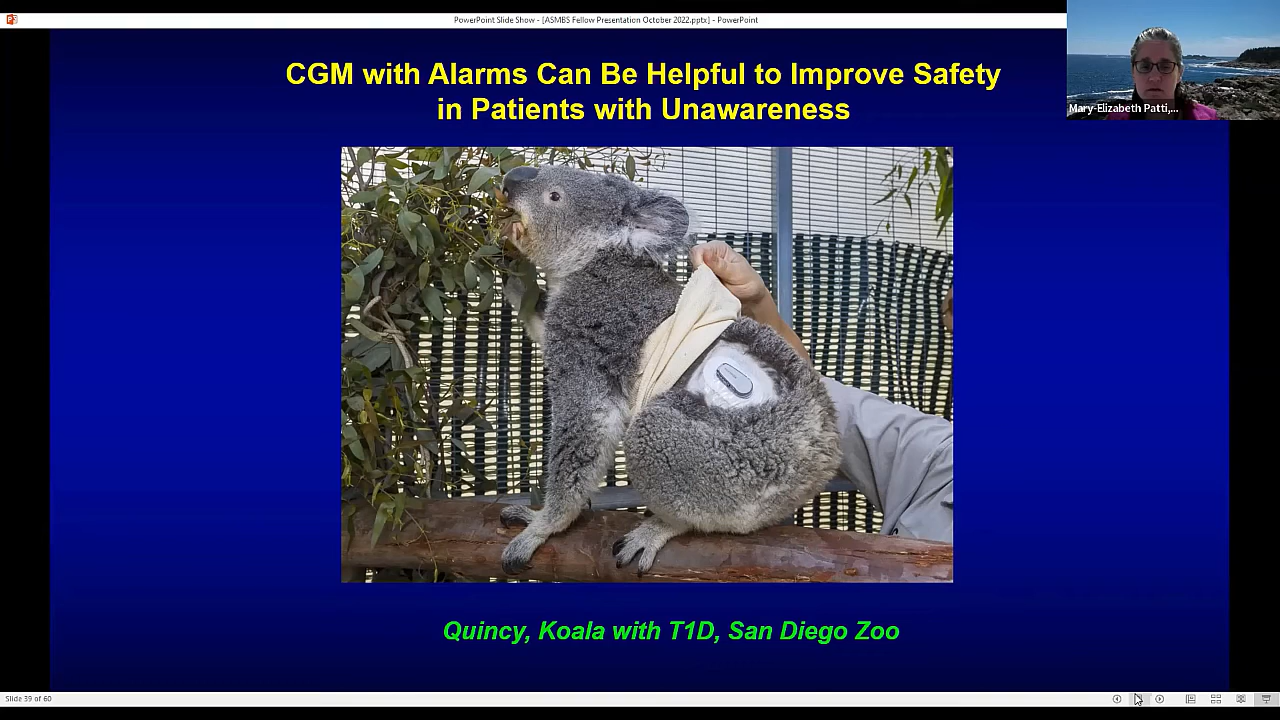 PowerPoint Slide Show - [ASMBS Fellow Presentation October 2022.pptx] - PowerPoint
Mary-Elizabeth Patti,...
CGM with Alarms Can Be Helpful to Improve Safety
in Patients with Unawareness
Quincy, Koala with T1D, San Diego Zoo
Slide 39 of 60